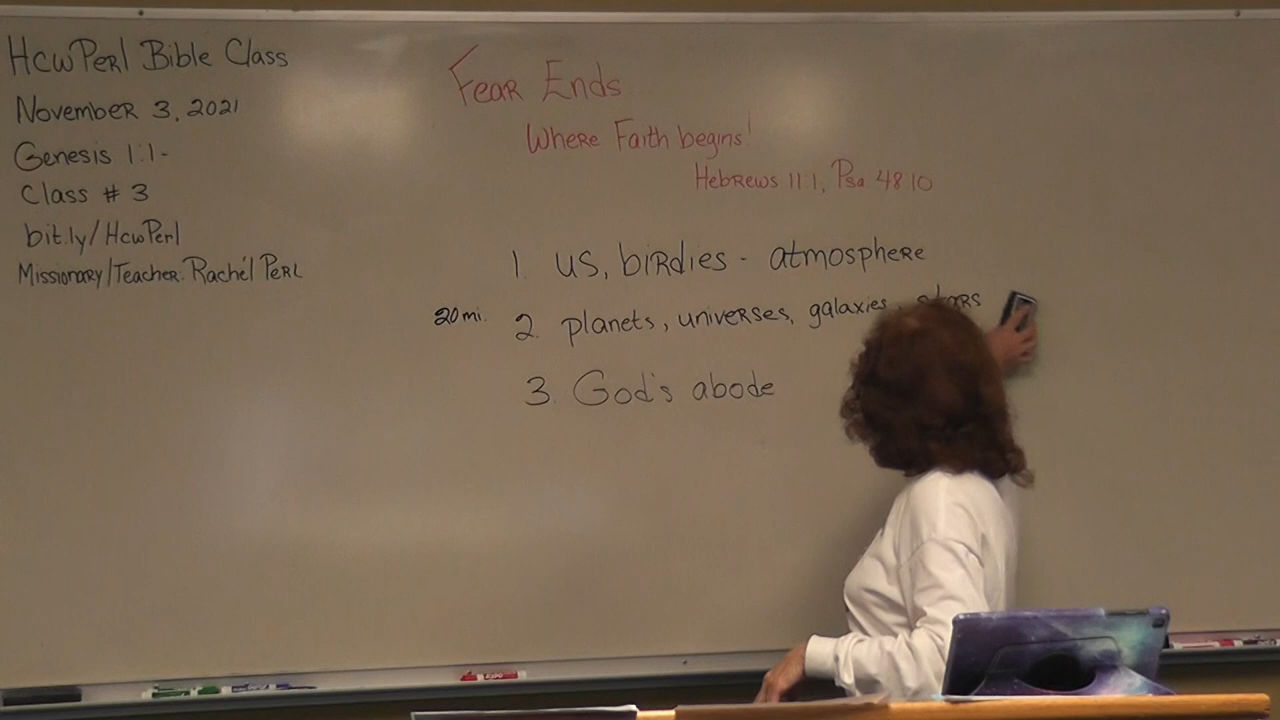 HcwPerl Bible Class
November 3, 2021
Genesis 1:1-
Class # 3
bit.ly/HcwPerl
Missionary/Teacher: Rachél Perl
Fear Ends
Where Faith begins!
Hebrews 11:1, Psa. 48:10
1. us, birdies - atmosphere
20 mi. 2. planets, universes, galaxies, stars
3. God's abode
EXPO